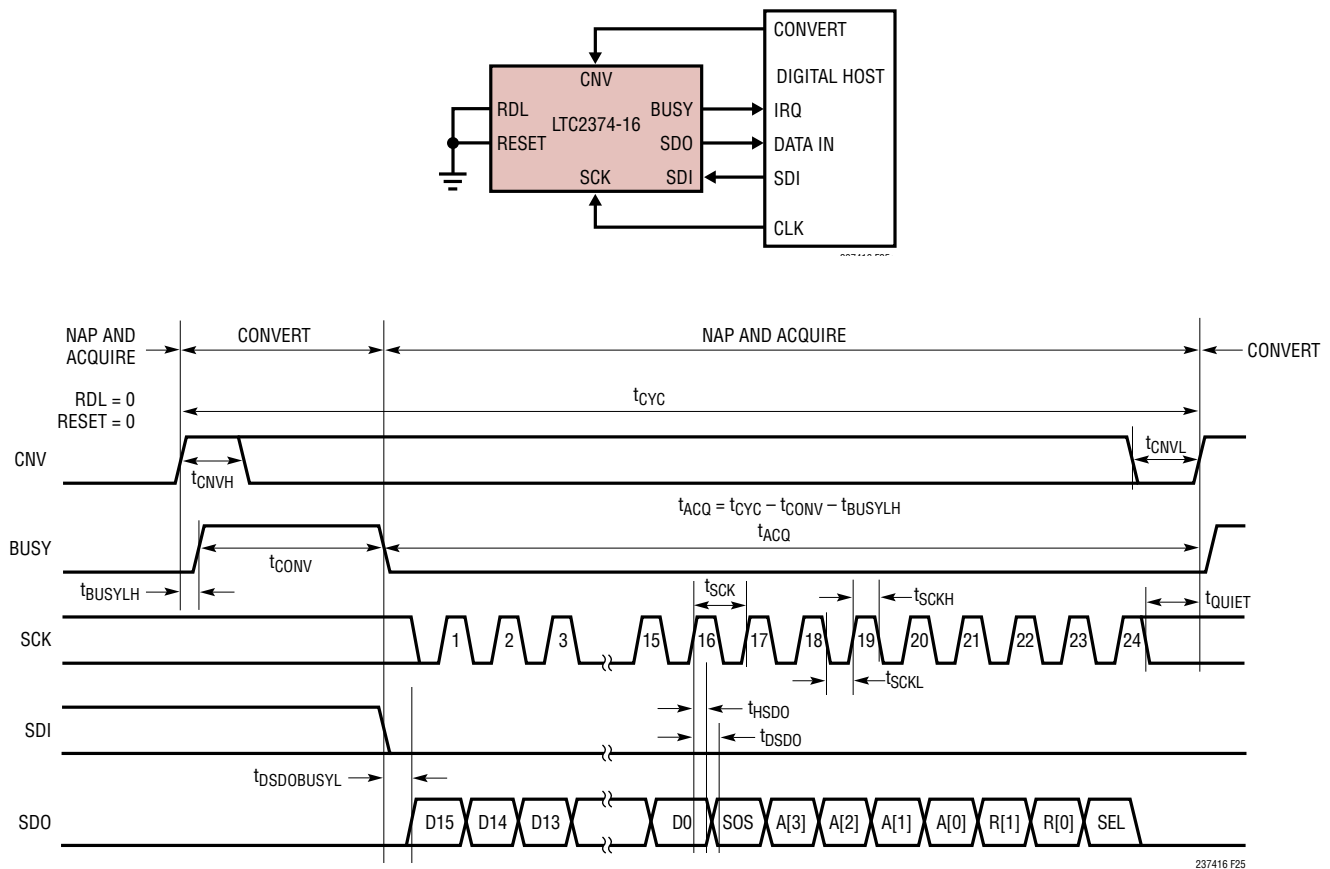 CONVERT
DIGITAL HOST
CNV
RDL
BUSY
IRQ
LTC2374-16
RESET
SDO
DATA IN
SCK
SDI
SDI
CLK
NAP AND
ACQUIRE
CONVERT
NAP AND ACQUIRE
CONVERT
RDL = 0
RESET = 0
tCYC
CNV
tCNVH
tCNVL
tACQ = tCYC – tCONV – tBUSYLH
BUSY
tCONV
tACQ
tBUSYLH
tSCK
tSCKH
tQUIET
SCK
1 2 3 15 16 17 18 19 20 21 22 23 24
tSCKL
SDI
tHSDO
tDSDO
tDSDOBUSYL
SDO
D15 D14 D13 D0 SOS A[3] A[2] A[1] A[0] R[1] R[0] SEL
237416 F25